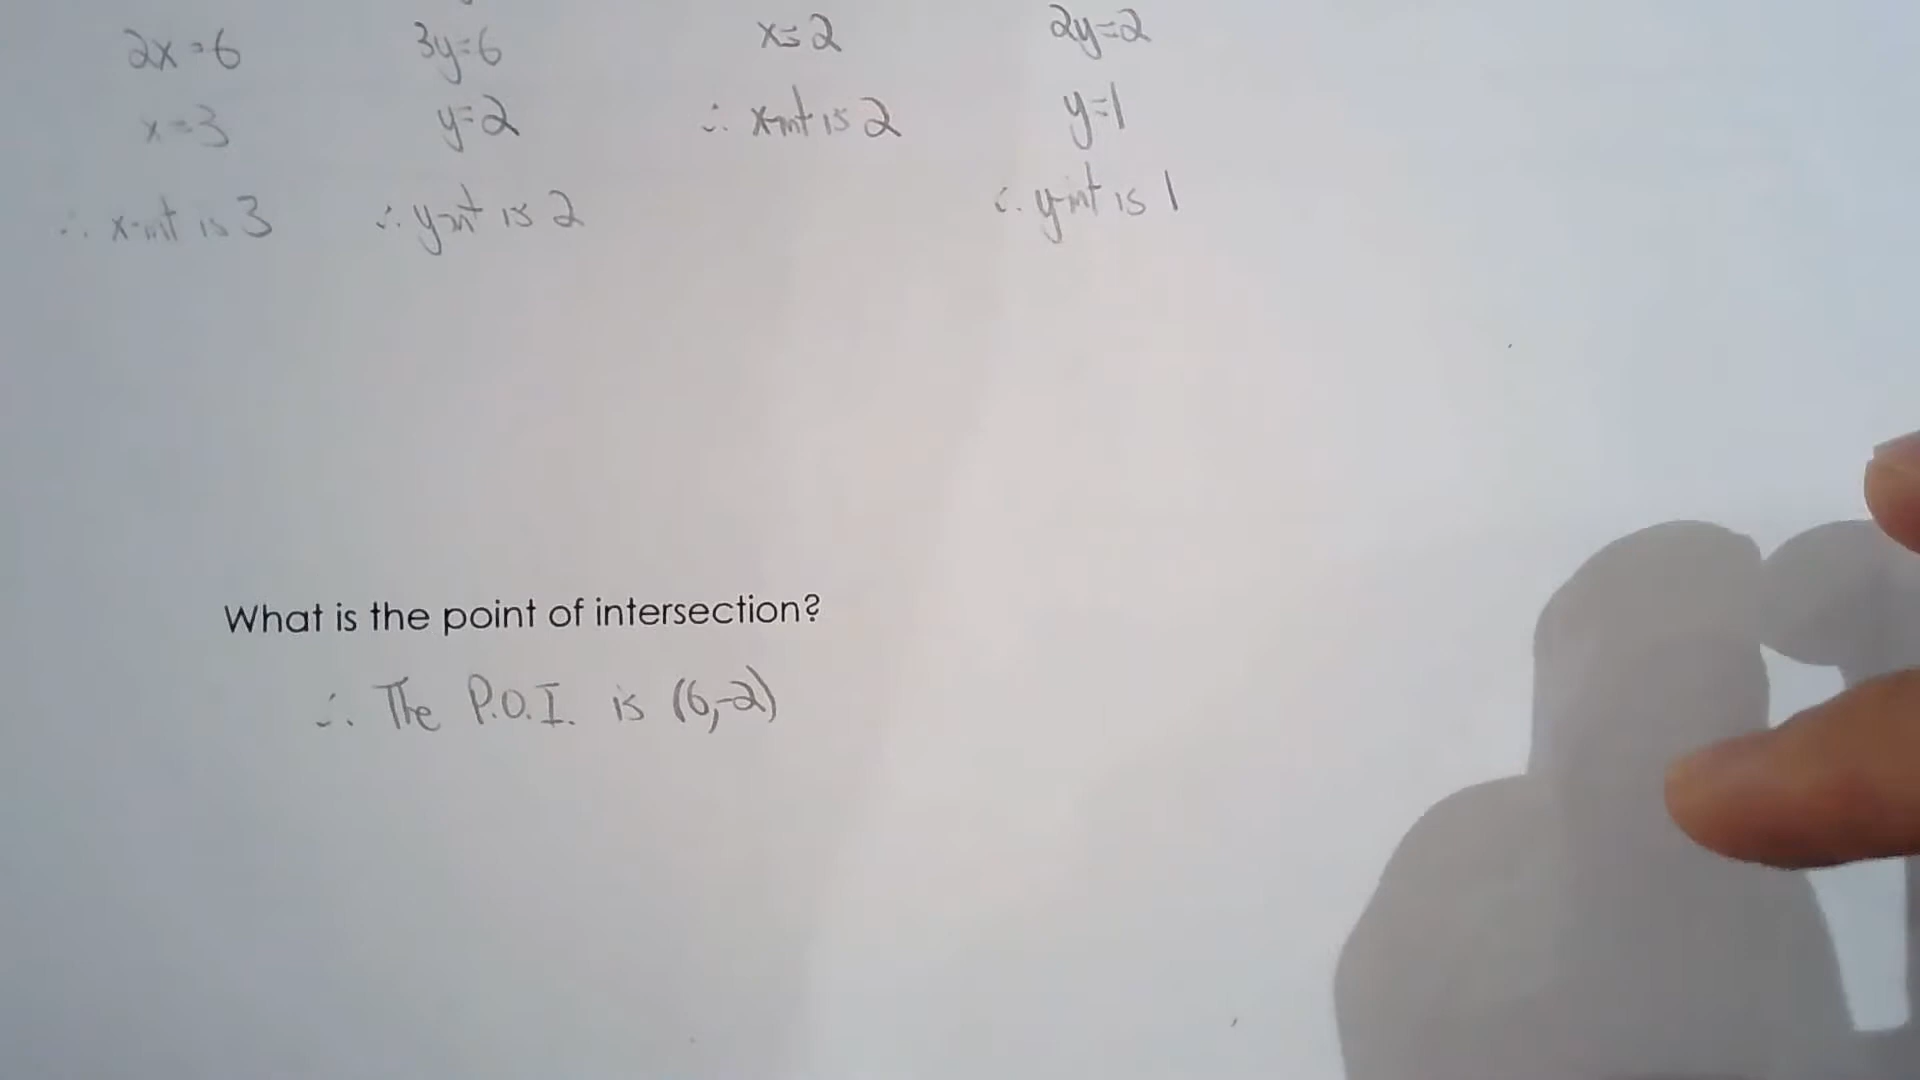 2x=6
x=3
∴ x-int is 3
3y=6
y=2
∴ y-int is 2
x=2
∴ x-int is 2
2y=2
y=1
∴ y-int is 1
What is the point of intersection?
∴ The P.O.I. is (6,-2)